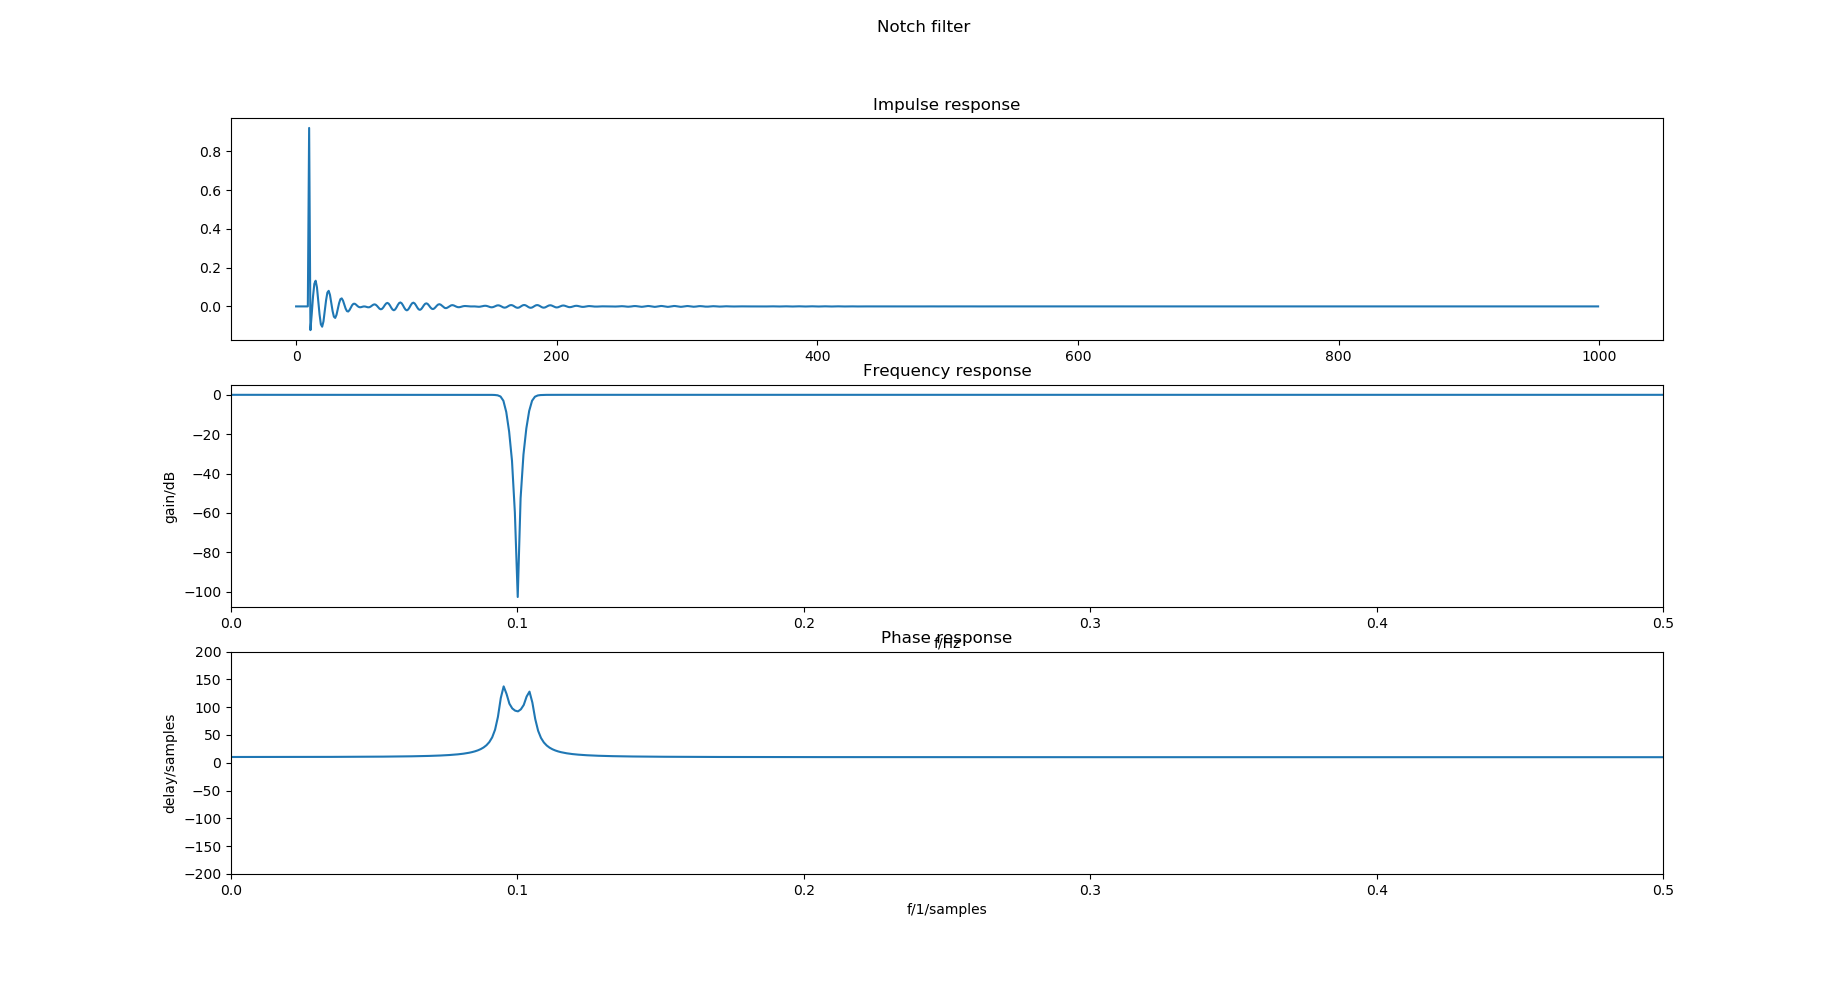 Notch filter
Impulse response
0.8
0.6
0.4
0.2
0.0
0 200 400 600 800 1000
Frequency response
0
−20
−40
−60
−80
−100
gain/dB
0.0 0.1 0.2 0.3 0.4 0.5
f/Hz
Phase response
200
150
100
50
0
−50
−100
−150
−200
delay/samples
0.0 0.1 0.2 0.3 0.4 0.5
f/1/samples